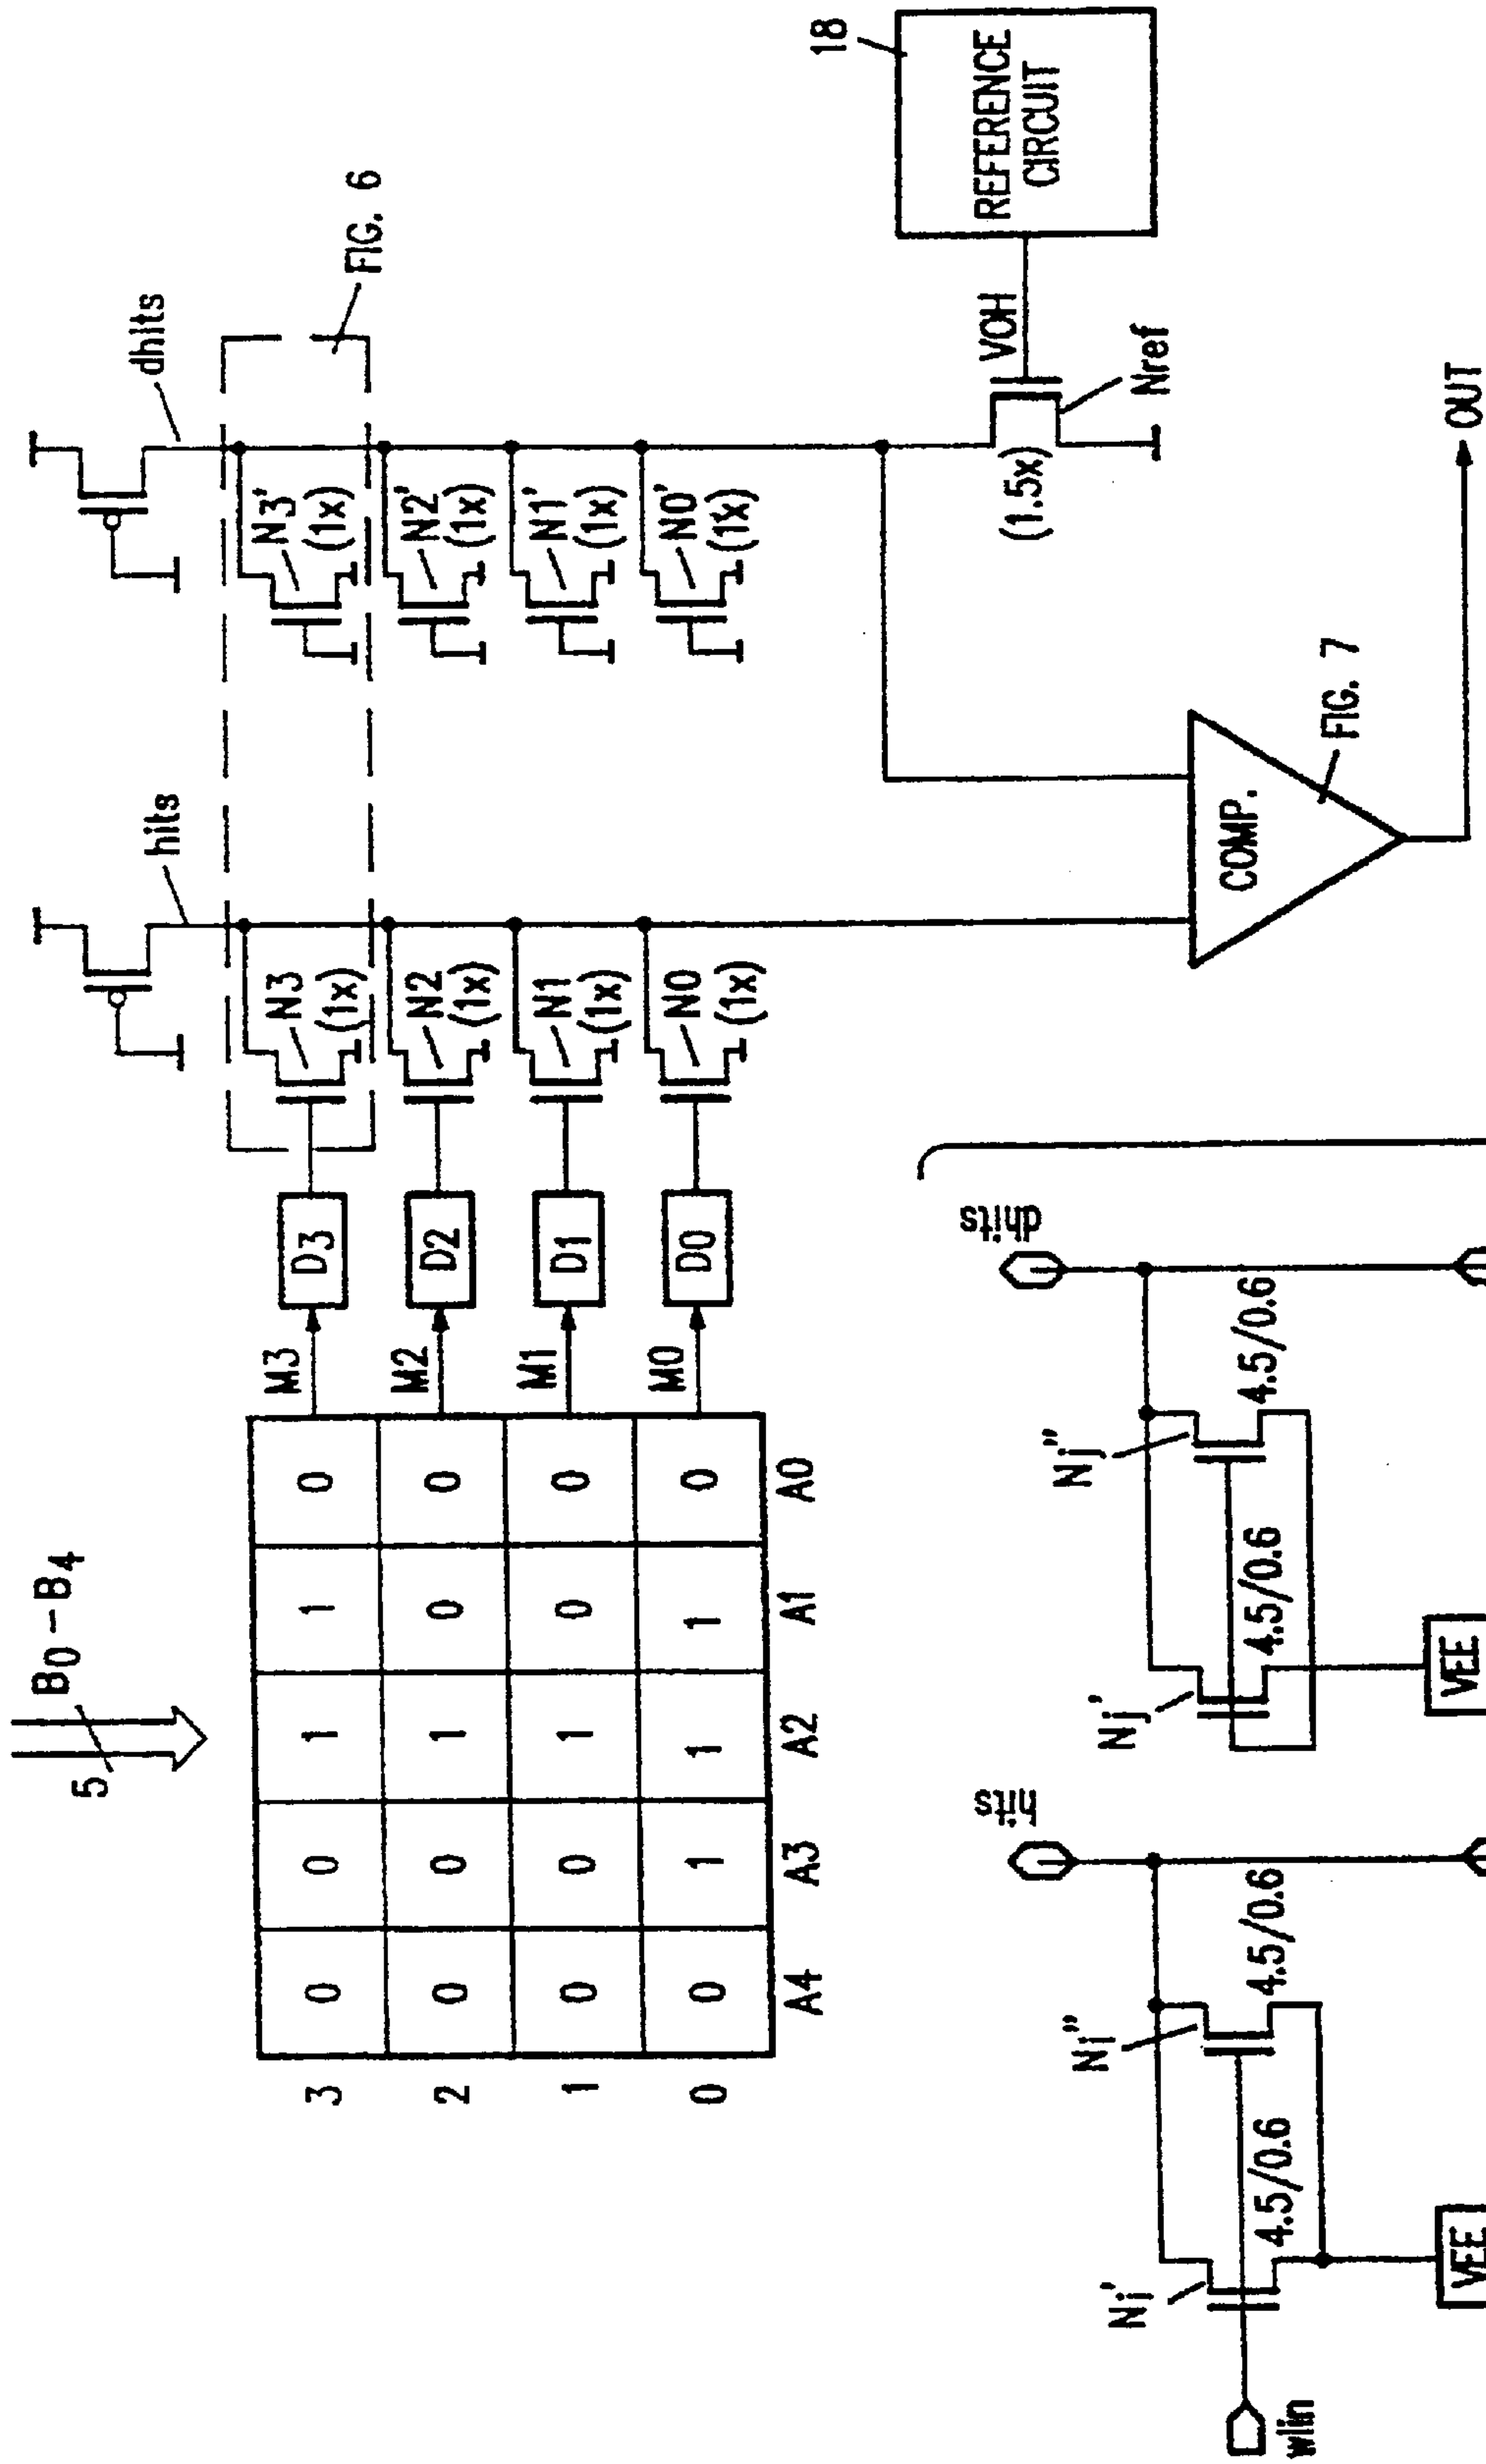 B0 – B4
5
hits
dhits
3 0 0 1 1 0 M3 D3 N3 (1x) N3' (1x)
FIG. 6
2 0 0 1 0 0 M2 D2 N2 (1x) N2' (1x)
1 0 0 1 0 0 M1 D1 N1 (1x) N1' (1x)
0 0 1 1 1 0 M0 D0 N0 (1x) N0' (1x)
A4 A3 A2 A1 A0
18
VOH
REFERENCE
CIRCUIT
(1.5x)
Nref
COMP.
FIG. 7
OUT
hits
dhits
Ni'
Ni"
Nj'
Nj"
wlin
4.5/0.6
4.5/0.6
4.5/0.6
4.5/0.6
VEE
VEE